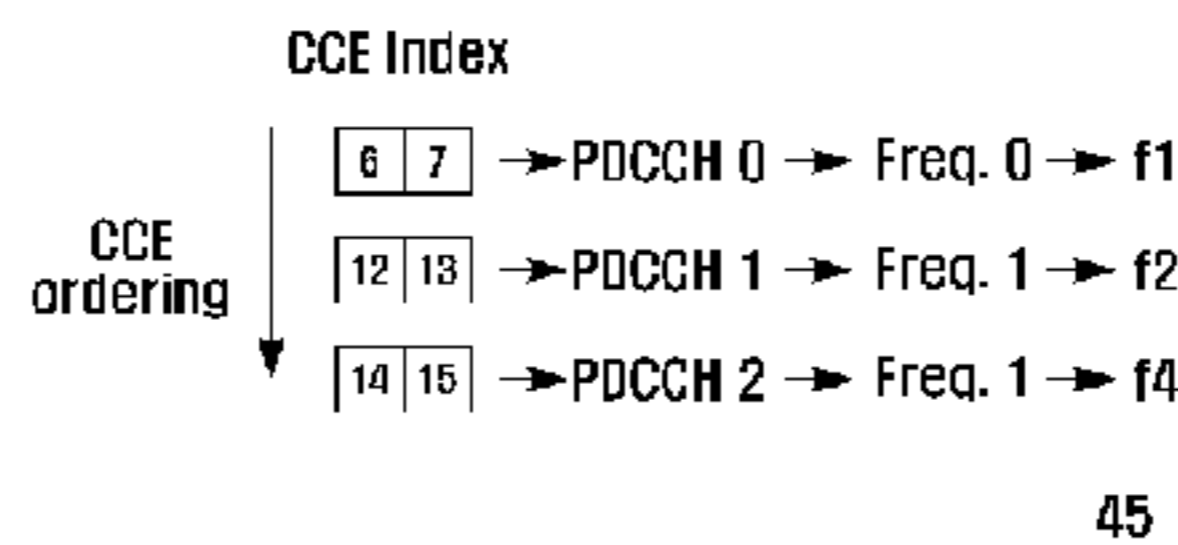 CCE Index
6 7 PDCCH 0 Freq. 0 f1
CCE ordering
12 13 PDCCH 1 Freq. 1 f2
14 15 PDCCH 2 Freq. 1 f4
45